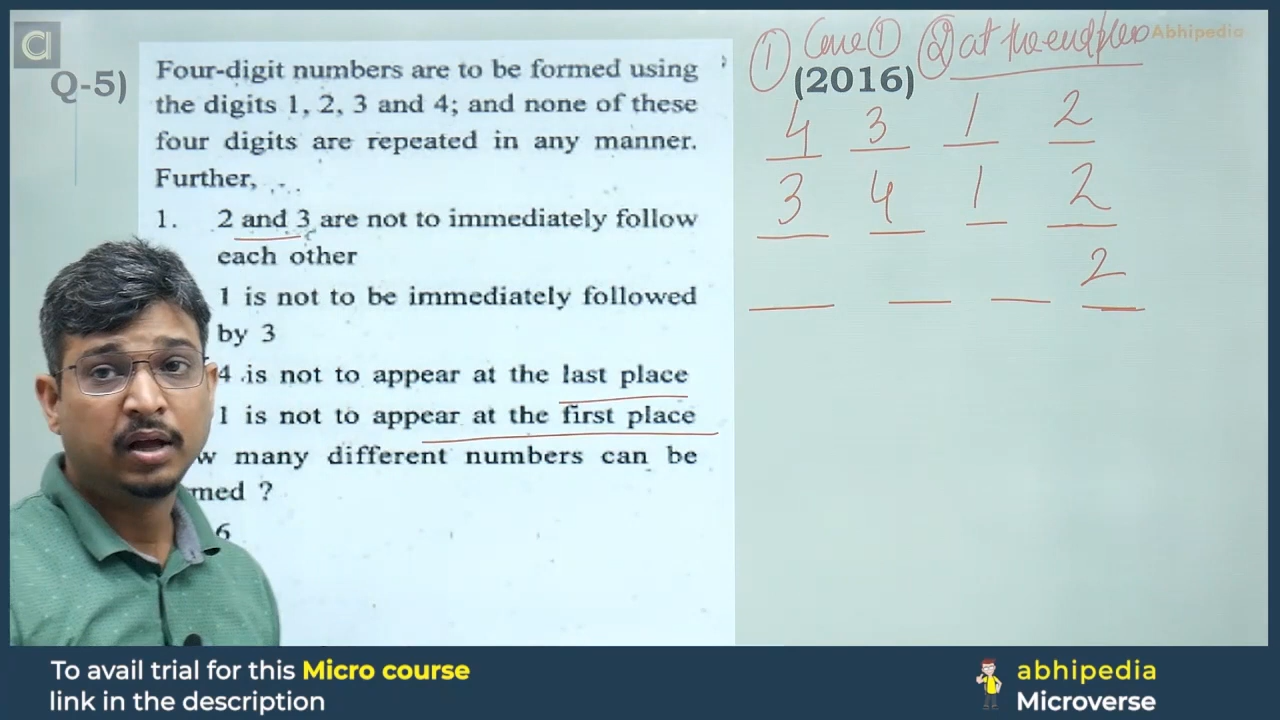 a
Q-5)
Four-digit numbers are to be formed using
the digits 1, 2, 3 and 4; and none of these
four digits are repeated in any manner.
Further,
1. 2 and 3 are not to immediately follow
each other
1 is not to be immediately followed
by 3
4 is not to appear at the last place
1 is not to appear at the first place
w many different numbers can be
med ?
6
① Case ① ② at the end
Abhipedia
(2016)
4 3 1 2
3 4 1 2
2
To avail trial for this Micro course
link in the description
abhipedia
Microverse